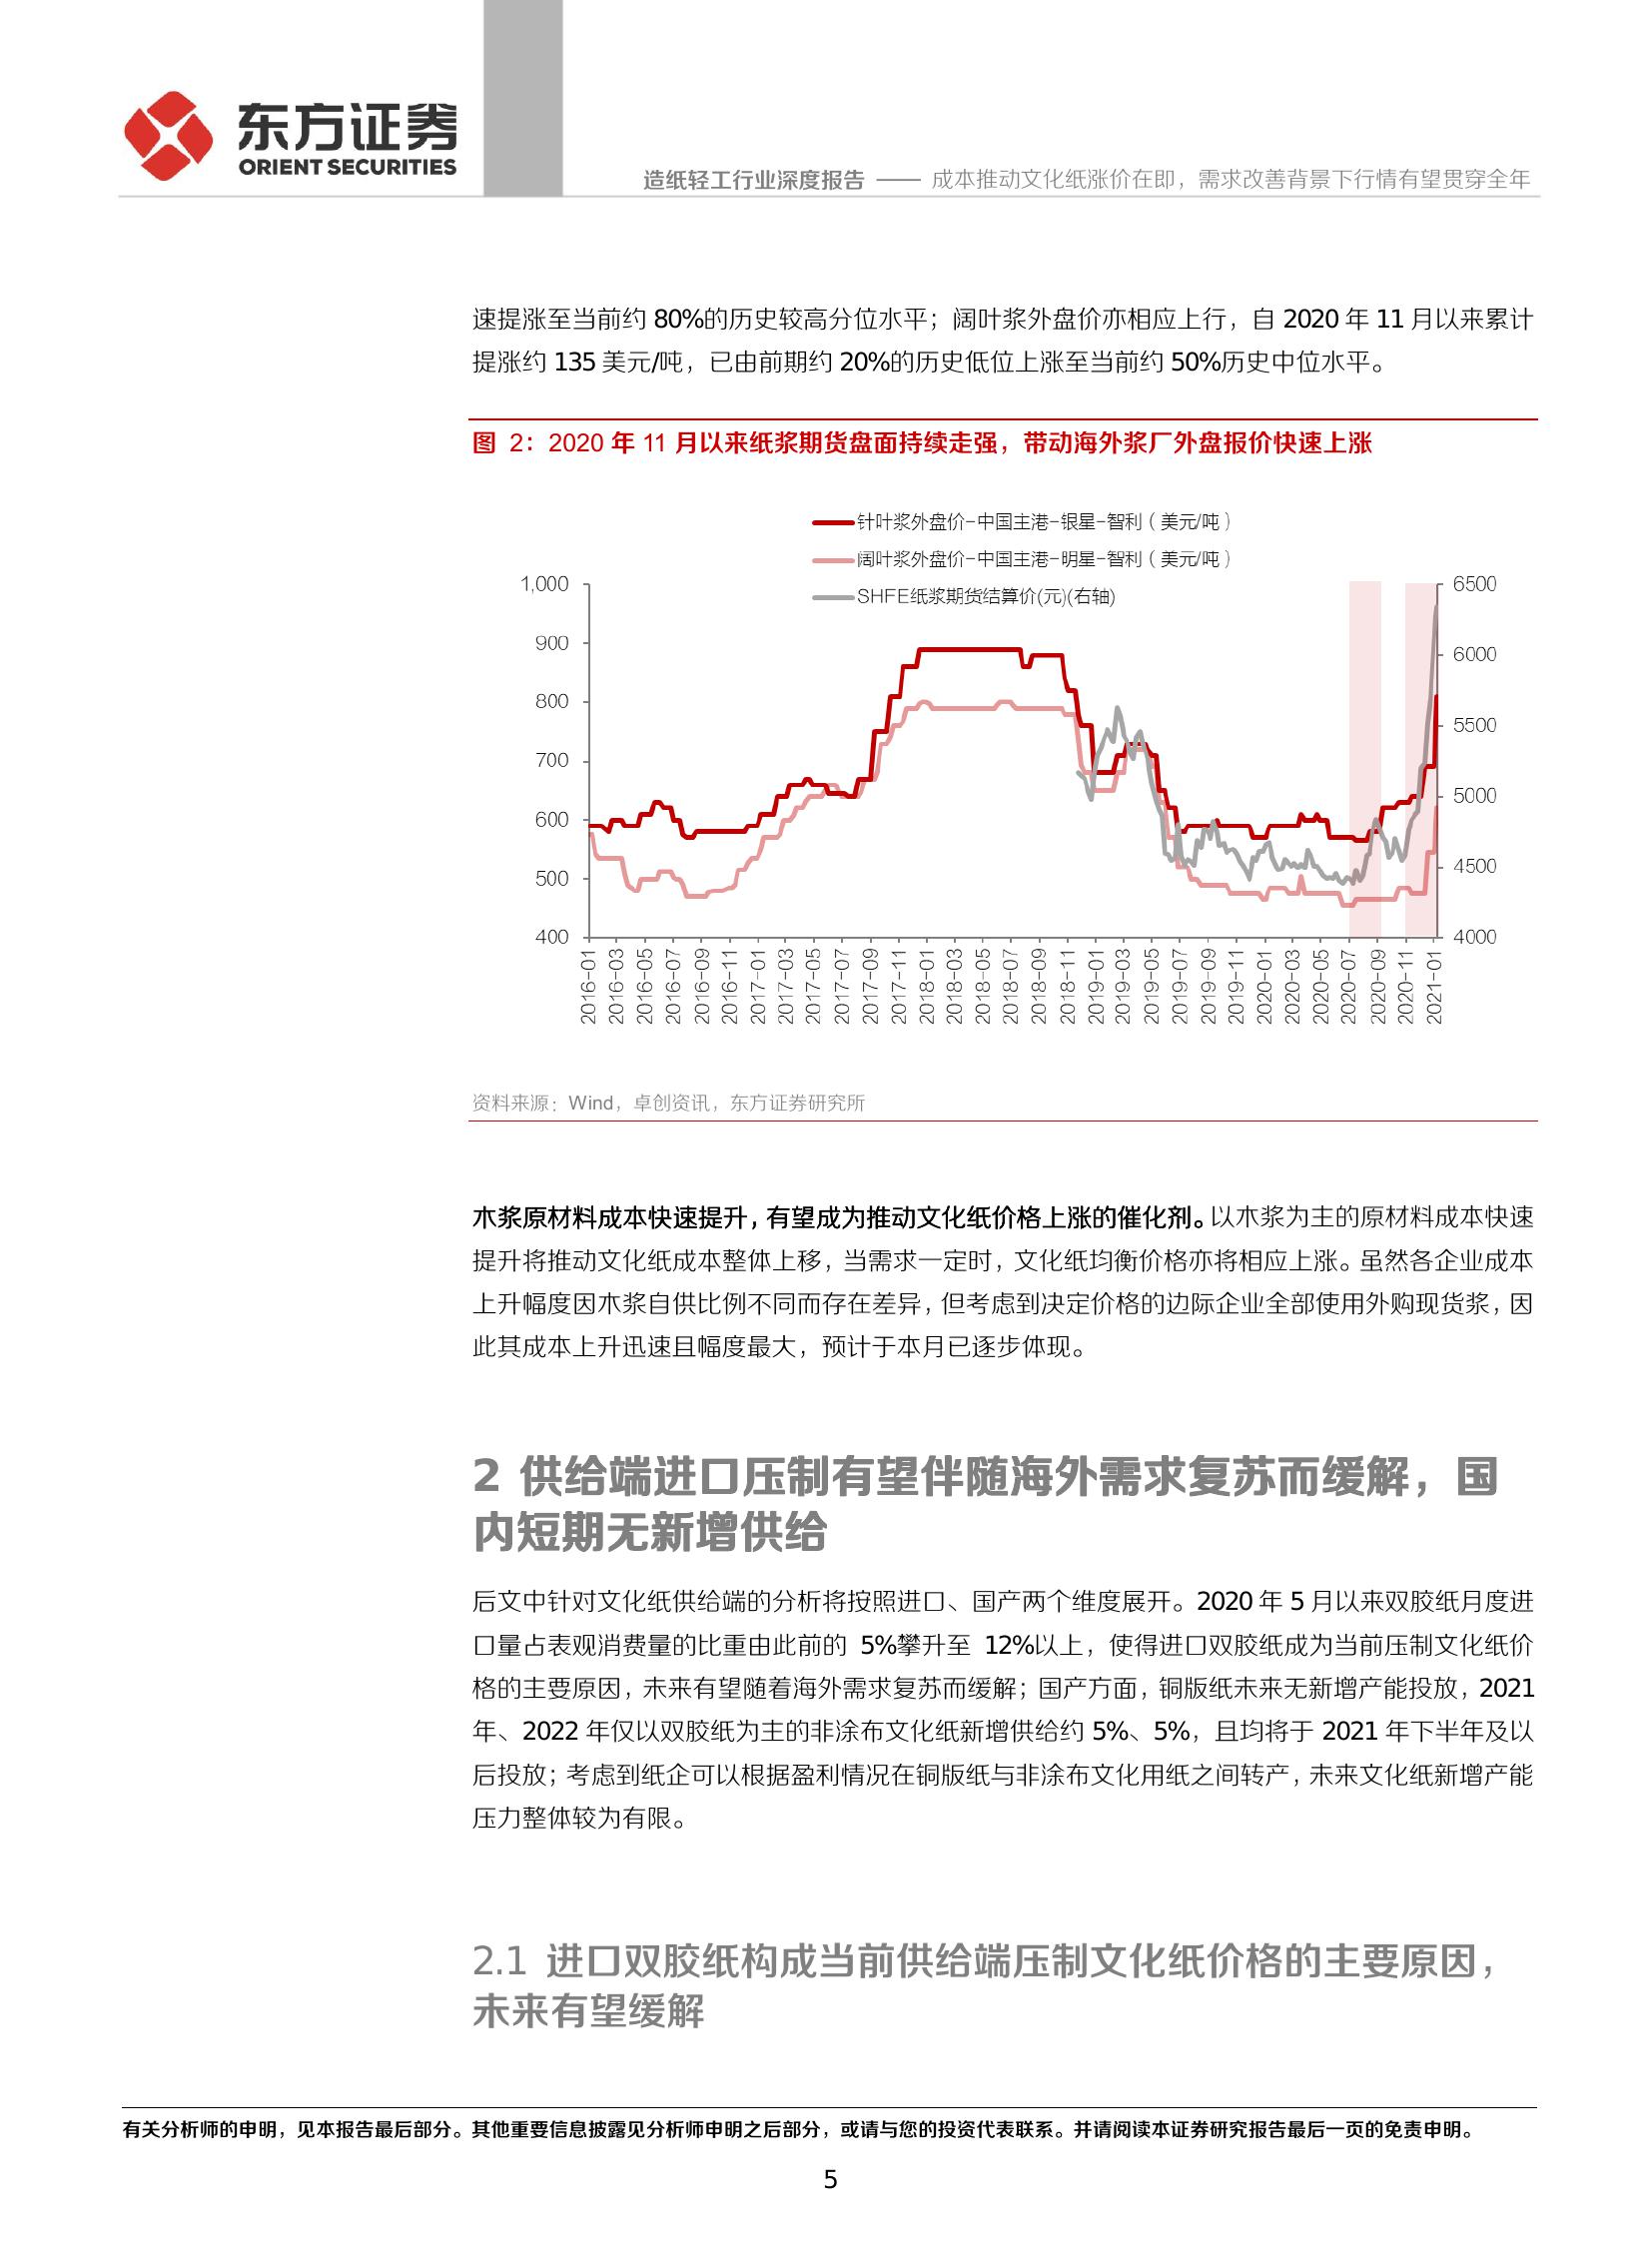 东方证券
ORIENT SECURITIES
造纸轻工行业深度报告 —— 成本推动文化纸涨价在即，需求改善背景下行情有望贯穿全年
速提涨至当前约 80%的历史较高分位水平；阔叶浆外盘价亦相应上行，自 2020 年 11 月以来累计
提涨约 135 美元/吨，已由前期约 20%的历史低位上涨至当前约 50%历史中位水平。
图 2：2020 年 11 月以来纸浆期货盘面持续走强，带动海外浆厂外盘报价快速上涨
针叶浆外盘价-中国主港-银星-智利（美元/吨）
阔叶浆外盘价-中国主港-明星-智利（美元/吨）
SHFE纸浆期货结算价(元)(右轴)
1,000
900
800
700
600
500
400
6500
6000
5500
5000
4500
4000
2016-01
2016-03
2016-05
2016-07
2016-09
2016-11
2017-01
2017-03
2017-05
2017-07
2017-09
2017-11
2018-01
2018-03
2018-05
2018-07
2018-09
2018-11
2019-01
2019-03
2019-05
2019-07
2019-09
2019-11
2020-01
2020-03
2020-05
2020-07
2020-09
2020-11
2021-01
资料来源：Wind，卓创资讯，东方证券研究所
木浆原材料成本快速提升，有望成为推动文化纸价格上涨的催化剂。以木浆为主的原材料成本快速
提升将推动文化纸成本整体上移，当需求一定时，文化纸均衡价格亦将相应上涨。虽然各企业成本
上升幅度因木浆自供比例不同而存在差异，但考虑到决定价格的边际企业全部使用外购现货浆，因
此其成本上升迅速且幅度最大，预计于本月已逐步体现。
2 供给端进口压制有望伴随海外需求复苏而缓解，国
内短期无新增供给
后文中针对文化纸供给端的分析将按照进口、国产两个维度展开。2020 年 5 月以来双胶纸月度进
口量占表观消费量的比重由此前的 5%攀升至 12%以上，使得进口双胶纸成为当前压制文化纸价
格的主要原因，未来有望随着海外需求复苏而缓解；国产方面，铜版纸未来无新增产能投放，2021
年、2022 年仅以双胶纸为主的非涂布文化纸新增供给约 5%、5%，且均将于 2021 年下半年及以
后投放；考虑到纸企可以根据盈利情况在铜版纸与非涂布文化用纸之间转产，未来文化纸新增产能
压力整体较为有限。
2.1 进口双胶纸构成当前供给端压制文化纸价格的主要原因，
未来有望缓解
有关分析师的申明，见本报告最后部分。其他重要信息披露见分析师申明之后部分，或请与您的投资代表联系。并请阅读本证券研究报告最后一页的免责申明。
5